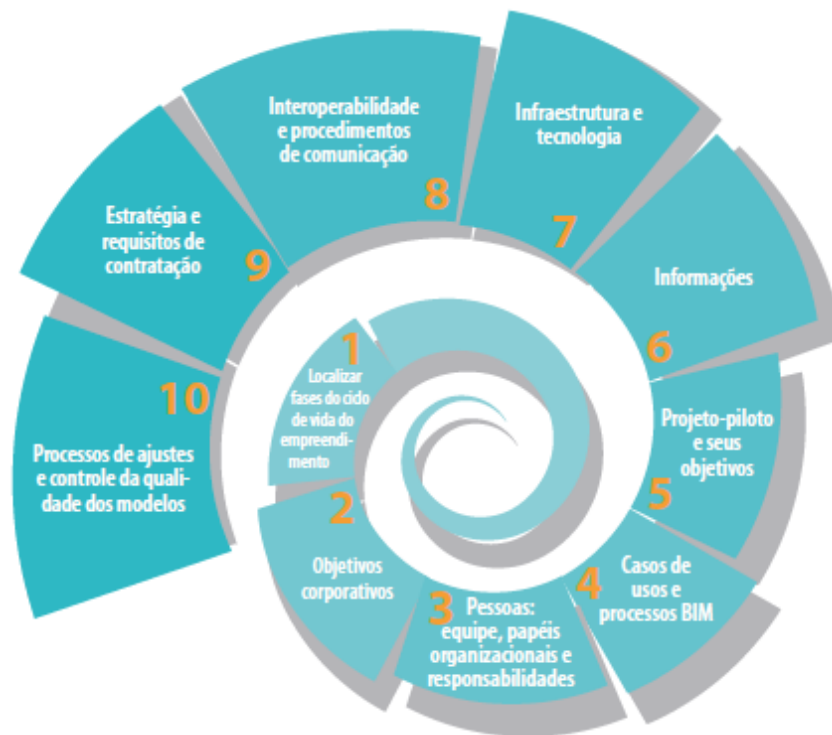 1
Localizar
fases do ciclo
de vida do
empreendi-
mento
2
Objetivos
corporativos
3
Pessoas:
equipe, papéis
organizacionais e
responsabilidades
4
Casos de
usos e
processos BIM
5
Projeto-piloto
e seus
objetivos
6
Informações
7
Infraestrutura e
tecnologia
8
Interoperabilidade
e procedimentos
de comunicação
9
Estratégia e
requisitos de
contratação
10
Processos de ajustes
e controle da quali-
dade dos modelos